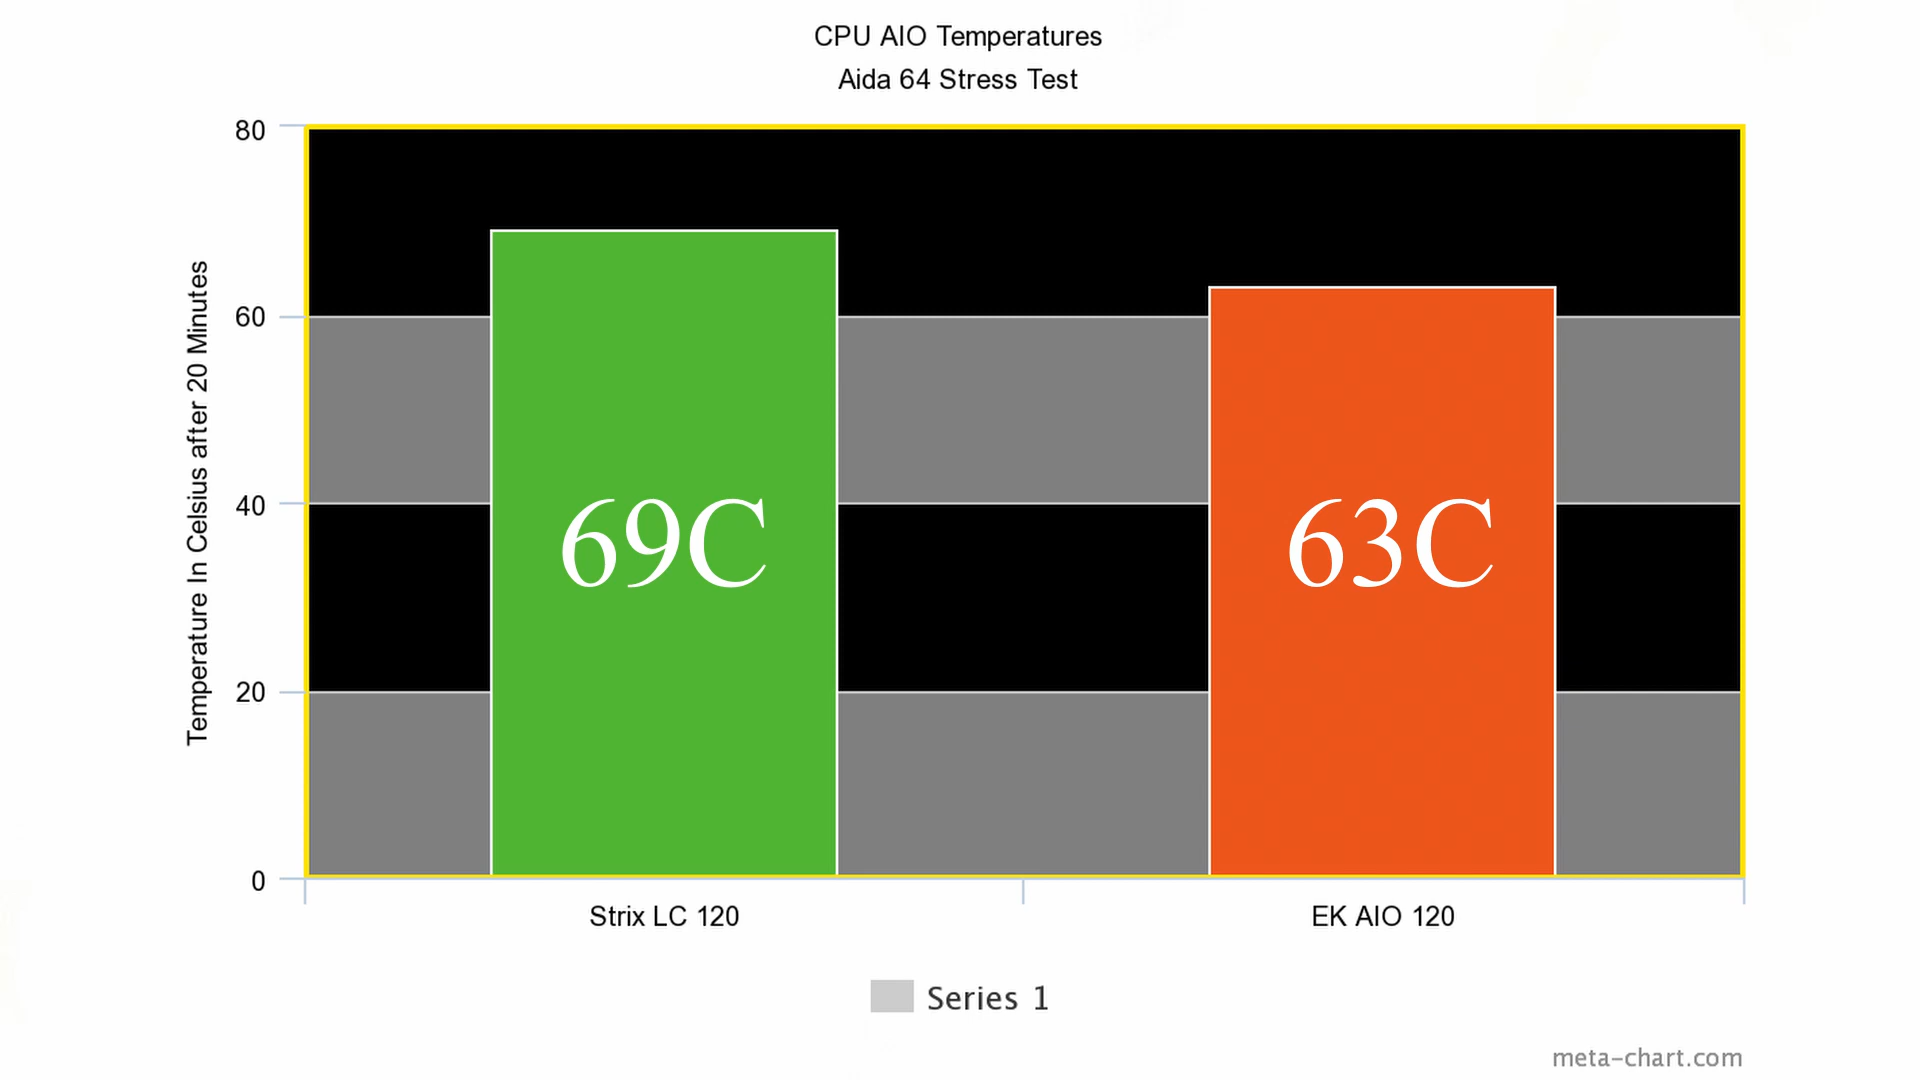 CPU AIO Temperatures
Aida 64 Stress Test
Temperature In Celsius after 20 Minutes
80
60
40
20
0
69C
63C
Strix LC 120
EK AIO 120
Series 1
meta-chart.com